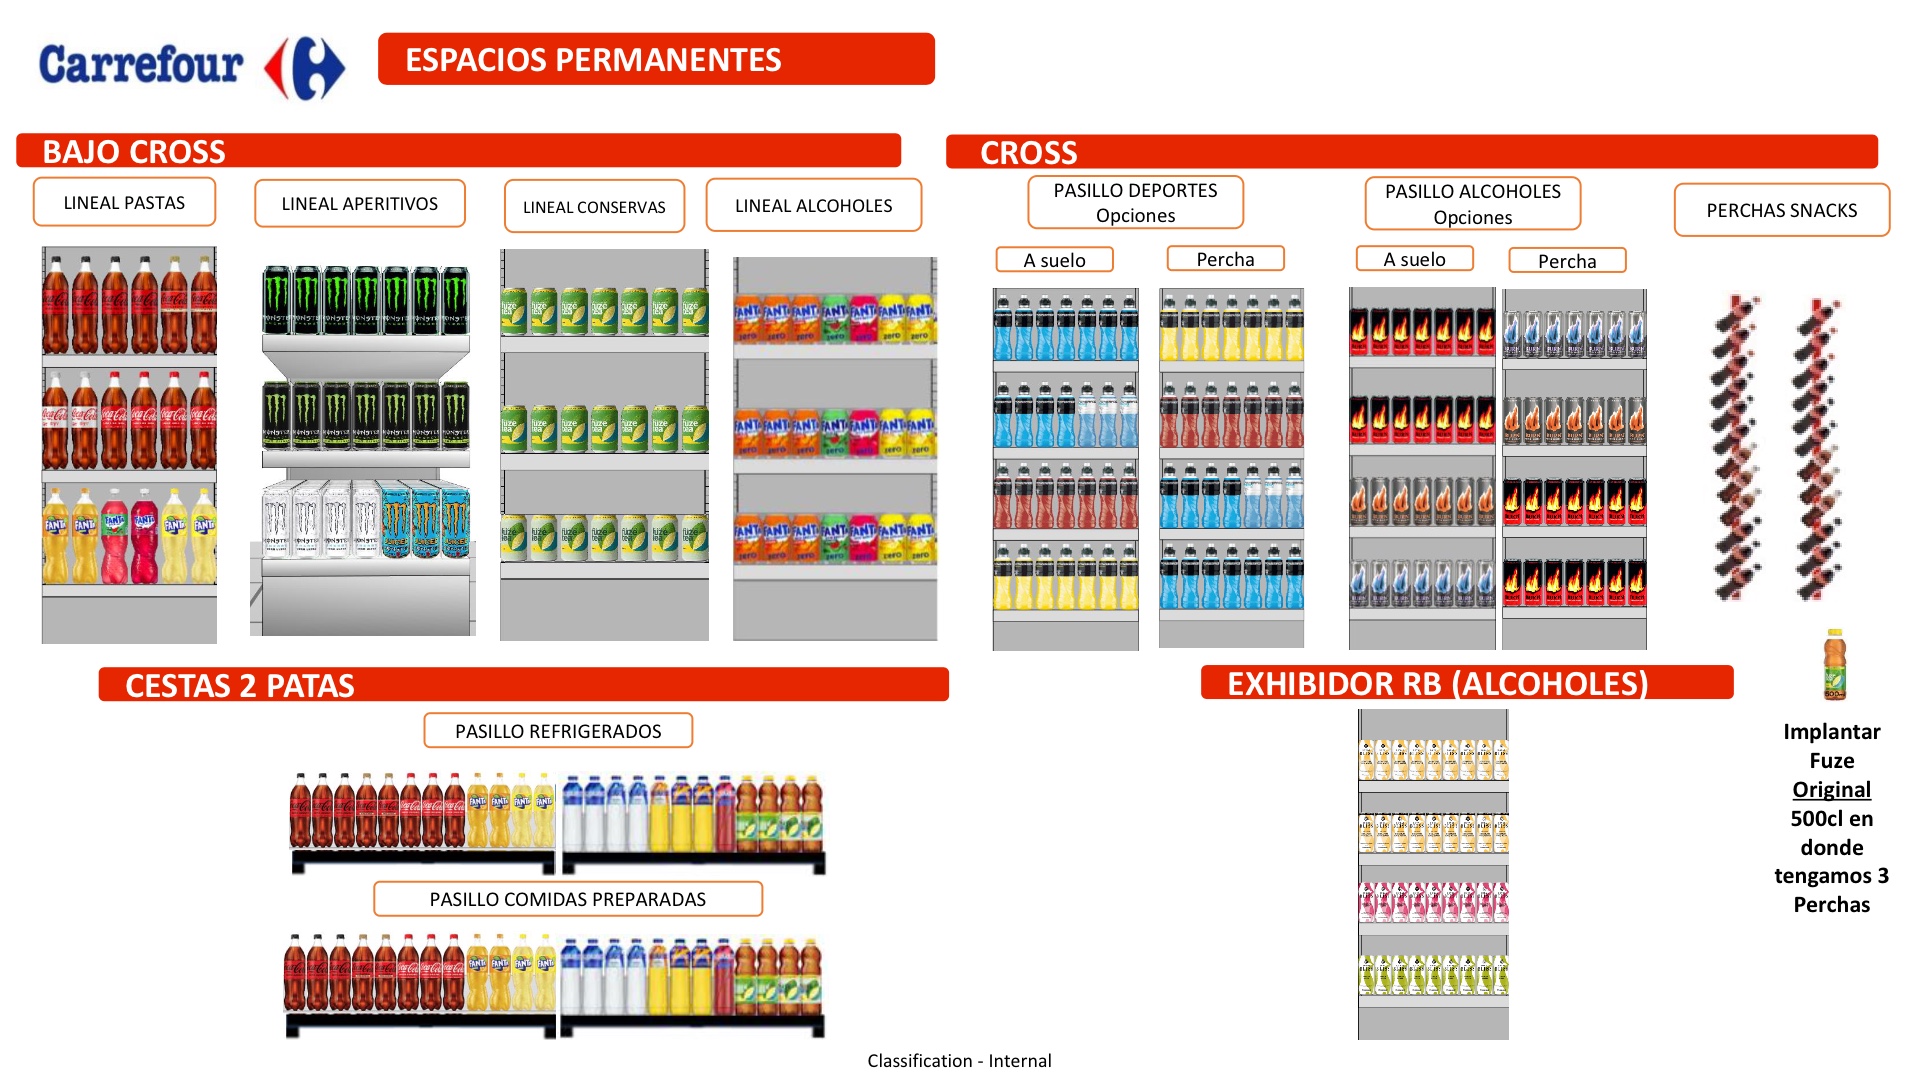 Carrefour
ESPACIOS PERMANENTES
BAJO CROSS
LINEAL PASTAS
LINEAL APERITIVOS
LINEAL CONSERVAS
LINEAL ALCOHOLES
CROSS
PASILLO DEPORTES
Opciones
A suelo
Percha
PASILLO ALCOHOLES
Opciones
A suelo
Percha
PERCHAS SNACKS
CESTAS 2 PATAS
PASILLO REFRIGERADOS
PASILLO COMIDAS PREPARADAS
EXHIBIDOR RB (ALCOHOLES)
Implantar
Fuze
Original
500cl en
donde
tengamos 3
Perchas
Classification - Internal